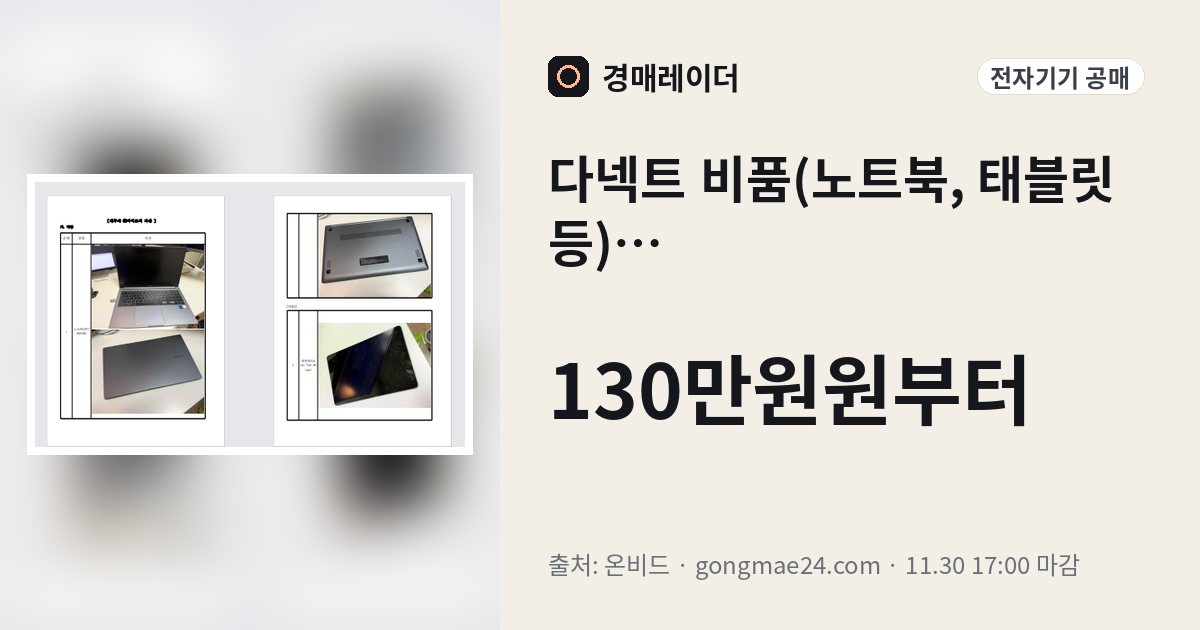 경매레이더
전자기기 공매
다넥트 비품(노트북, 태블릿
등)…
130만원원부터
출처: 온비드 · gongmae24.com · 11.30 17:00 마감